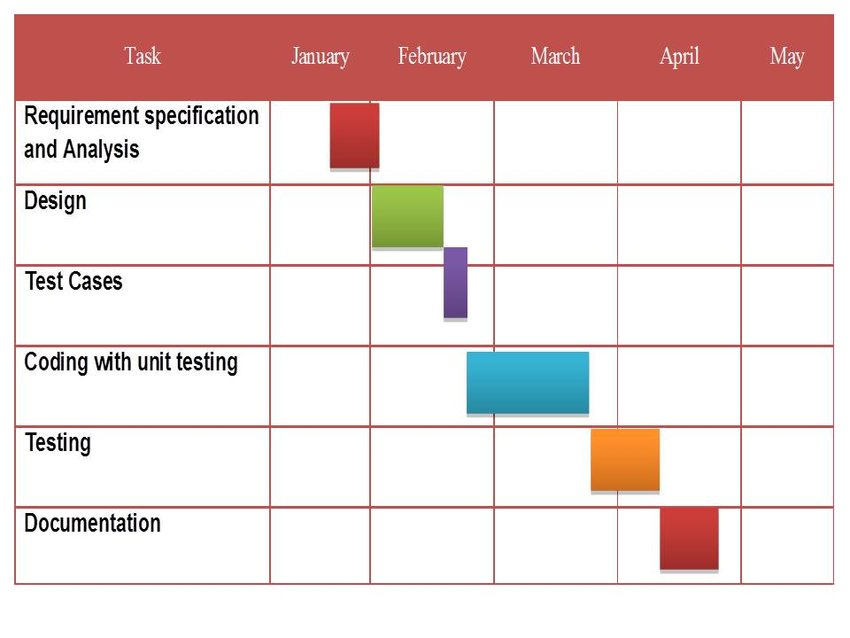 Task January February March April May
Requirement specification
and Analysis
Design
Test Cases
Coding with unit testing
Testing
Documentation